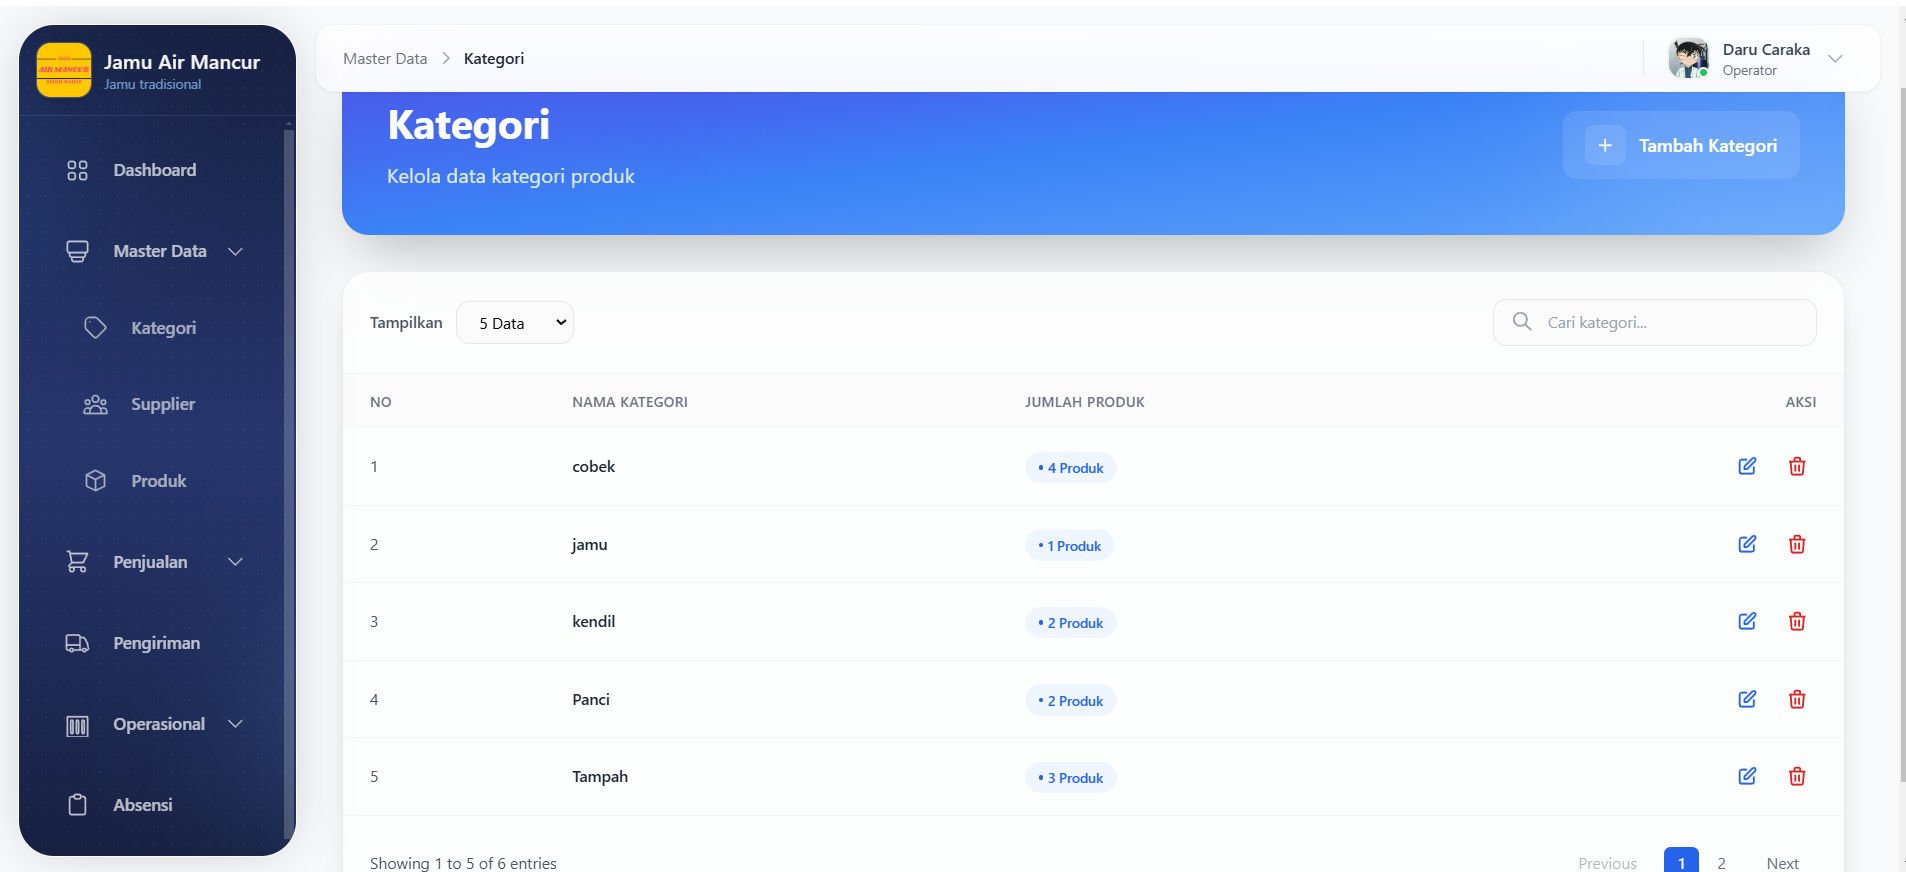 AIR MANCUR
Jamu Air Mancur
Jamu tradisional
Dashboard
Master Data
Kategori
Supplier
Produk
Penjualan
Pengiriman
Operasional
Absensi
Master Data > Kategori
Daru Caraka
Operator
Kategori
Kelola data kategori produk
+ Tambah Kategori
Tampilkan 5 Data
Cari kategori...
NO NAMA KATEGORI JUMLAH PRODUK AKSI
1 cobek • 4 Produk
2 jamu • 1 Produk
3 kendil • 2 Produk
4 Panci • 2 Produk
5 Tampah • 3 Produk
Showing 1 to 5 of 6 entries
Previous 1 2 Next